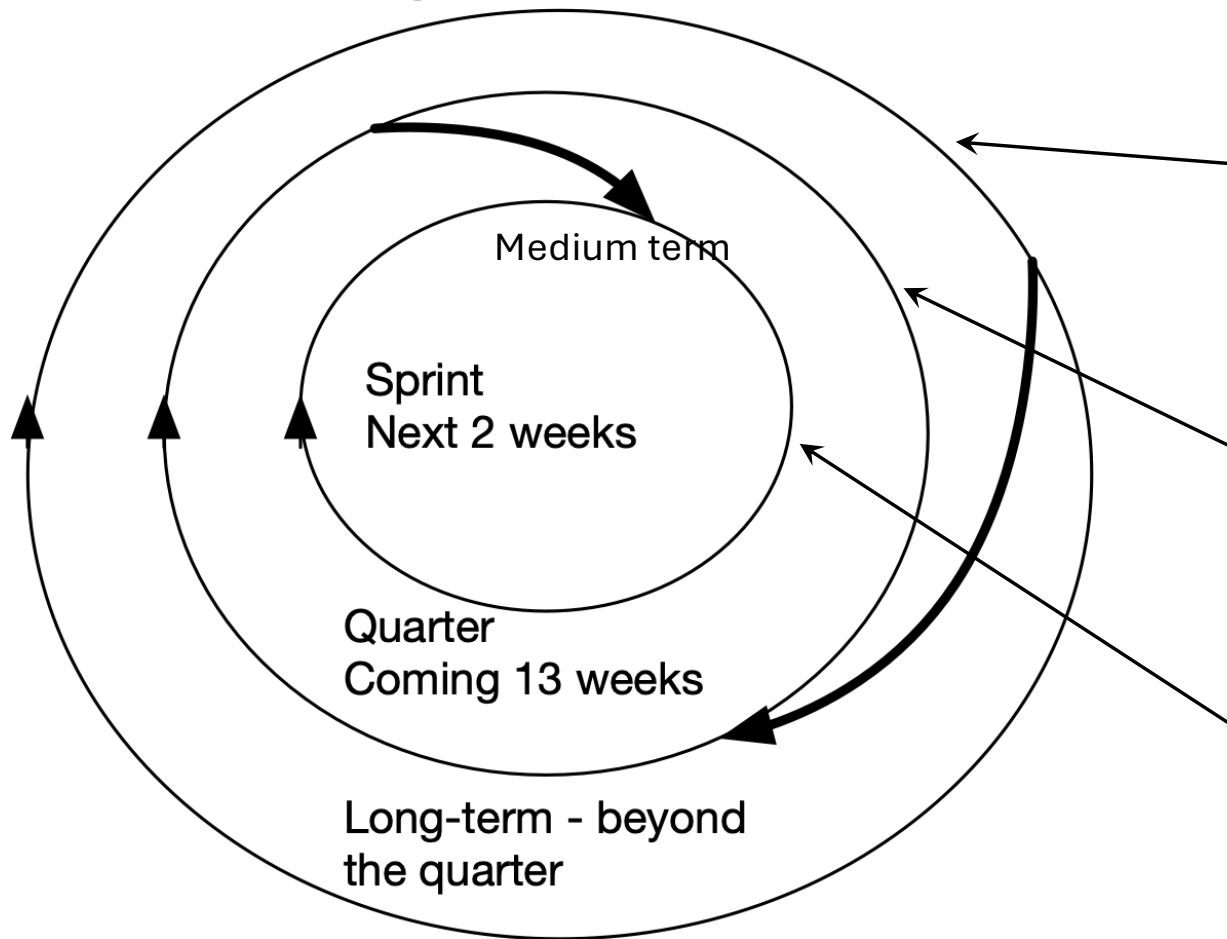 Medium term
Sprint
Next 2 weeks
Quarter
Coming 13 weeks
Long-term - beyond
the quarter